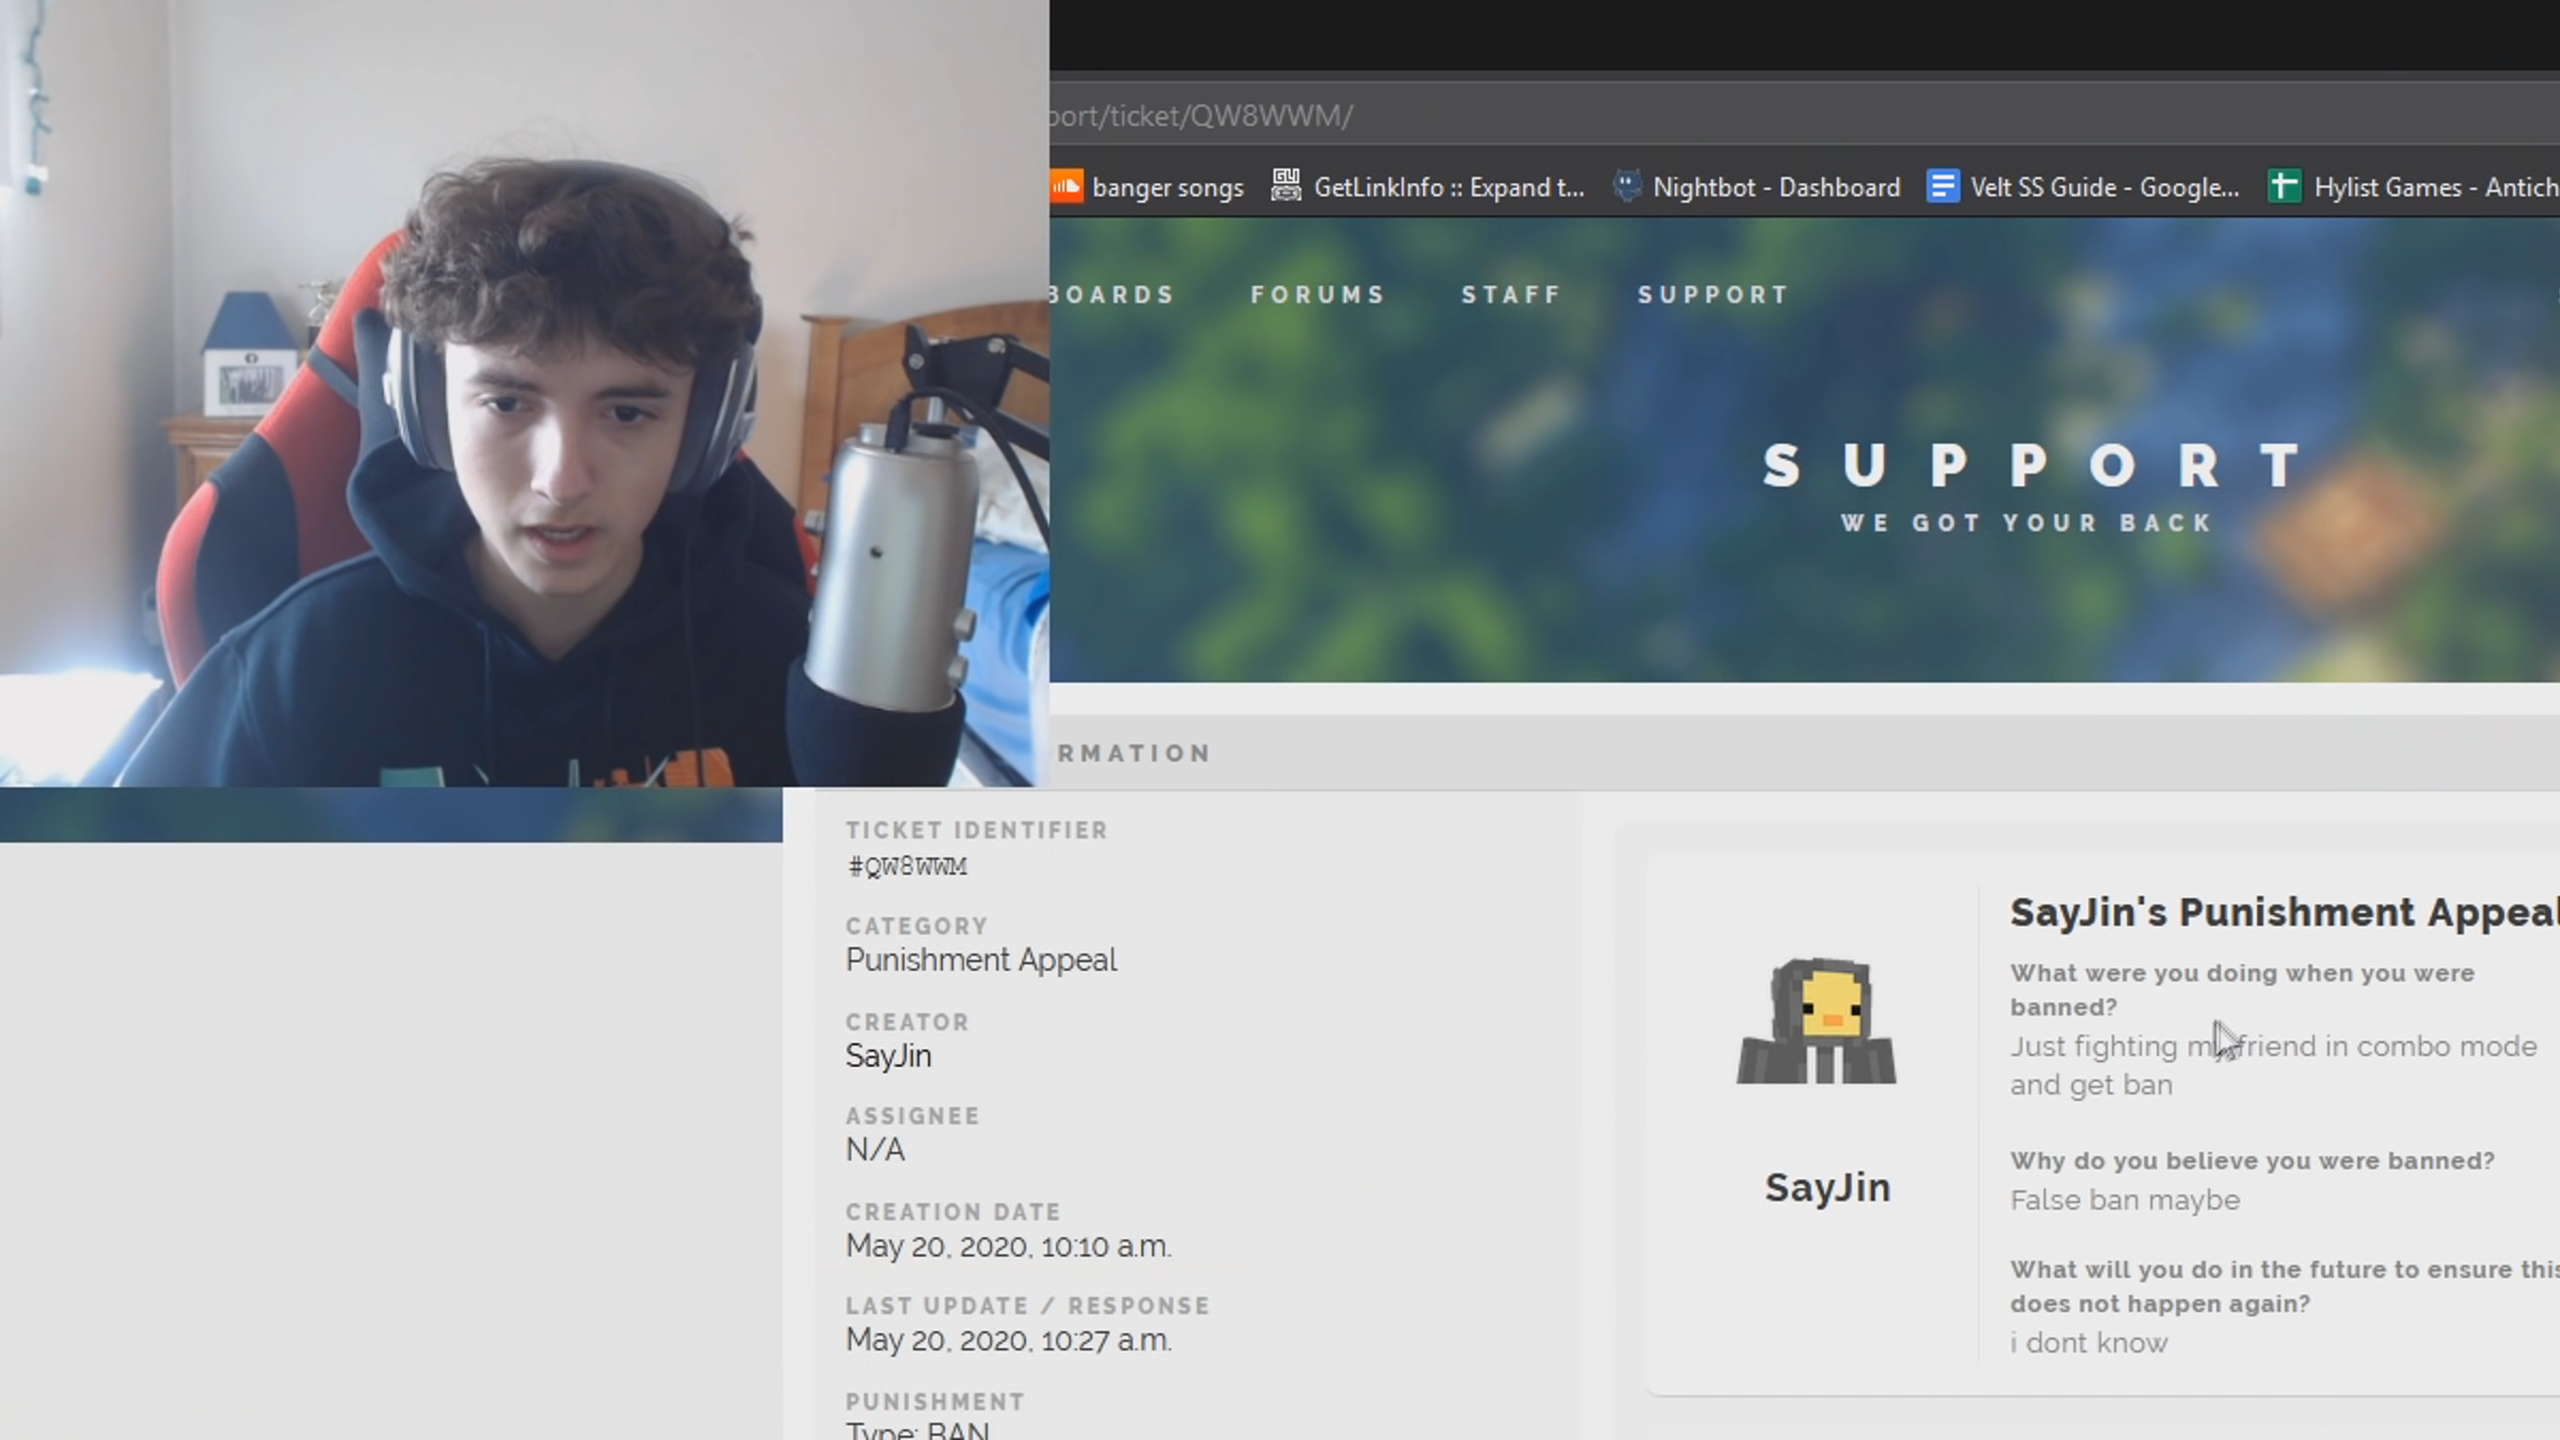 port/ticket/QW8WWM/
banger songs GetLinkInfo :: Expand t... Nightbot - Dashboard Velt SS Guide - Google... Hylist Games - Antich
BOARDS FORUMS STAFF SUPPORT
SUPPORT
WE GOT YOUR BACK
RMATION
TICKET IDENTIFIER
#QW8WWM
CATEGORY
Punishment Appeal
CREATOR
SayJin
ASSIGNEE
N/A
CREATION DATE
May 20, 2020, 10:10 a.m.
LAST UPDATE / RESPONSE
May 20, 2020, 10:27 a.m.
PUNISHMENT
Type: BAN
SayJin
SayJin's Punishment Appeal
What were you doing when you were
banned?
Just fighting my friend in combo mode
and get ban
Why do you believe you were banned?
False ban maybe
What will you do in the future to ensure this
does not happen again?
i dont know